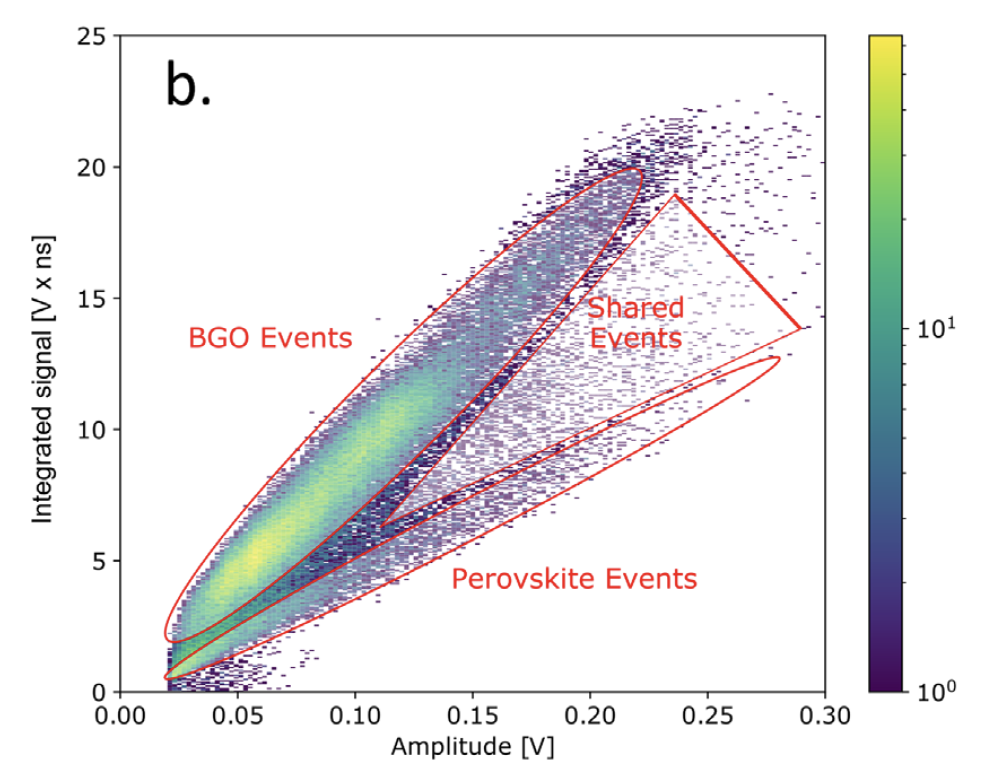 b.
25
20
15
10
5
0
Integrated signal [V x ns]
BGO Events
Shared
Events
Perovskite Events
0.00 0.05 0.10 0.15 0.20 0.25 0.30
Amplitude [V]
10¹
10⁰